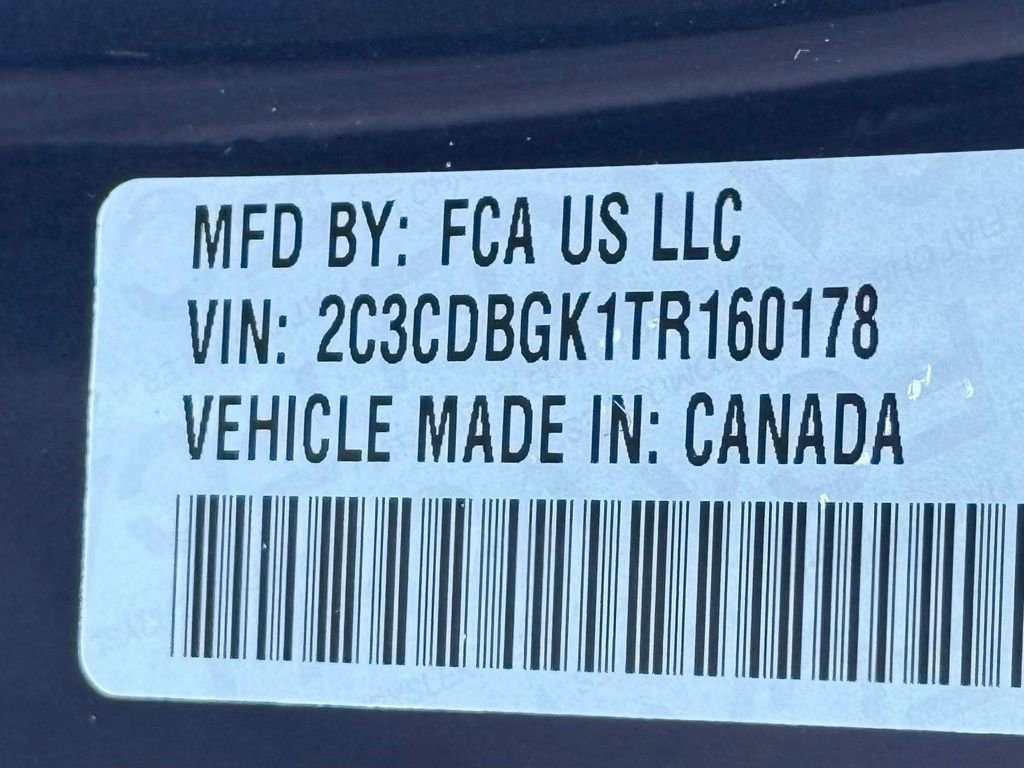 MFD BY: FCA US LLC
VIN: 2C3CDBGK1TR160178
VEHICLE MADE IN: CANADA